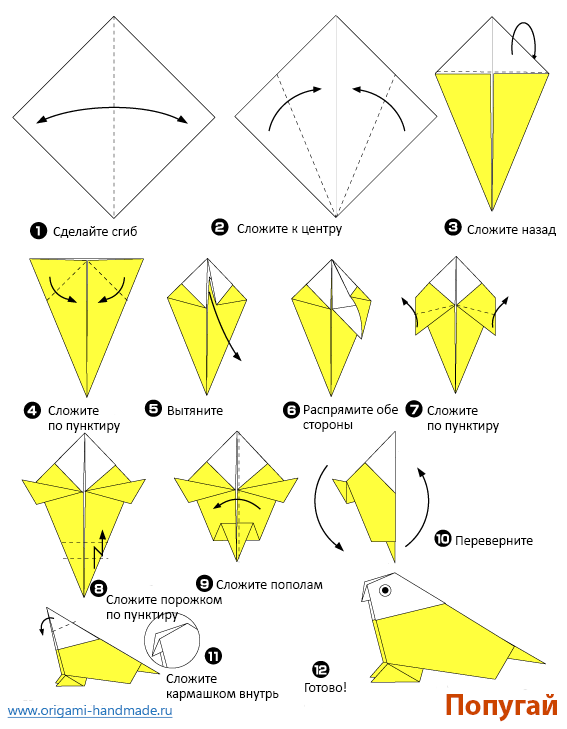 1 Сделайте сгиб
2 Сложите к центру
3 Сложите назад
4 Сложите
по пунктиру
5 Вытяните
6 Распрямите обе
стороны
7 Сложите
по пунктиру
8 Сложите порожком
по пунктиру
9 Сложите пополам
10 Переверните
11 Сложите
кармашком внутрь
12 Готово!
www.origami-handmade.ru
Попугай